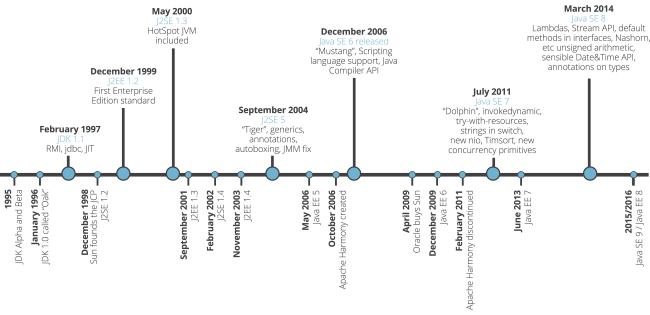 February 1997
JDK 1.1
RMI, jdbc, JIT
December 1999
J2EE 1.2
First Enterprise
Edition standard
May 2000
J2SE 1.3
HotSpot JVM
included
September 2004
J2SE 5
“Tiger”, generics,
annotations,
autoboxing, JMM fix
December 2006
Java SE 6 released
“Mustang”, Scripting
language support, Java
Compiler API
July 2011
Java SE 7
“Dolphin”, invokedynamic,
try-with-resources,
strings in switch,
new nio, Timsort, new
concurrency primitives
March 2014
Java SE 8
Lambdas, Stream API, default
methods in interfaces, Nashorn,
etc unsigned arithmetic,
sensible Date&Time API,
annotations on types
1995
JDK Alpha and Beta
January 1996
JDK 1.0 called “Oak”
December 1998
Sun founds the JCP
J2SE 1.2
September 2001
J2EE 1.3
February 2002
J2SE 1.4
November 2003
J2EE 1.4
May 2006
Java EE 5
October 2006
Apache Harmony created
April 2009
Oracle buys Sun
December 2009
Java EE 6
February 2011
Apache Harmony discontinued
June 2013
Java EE 7
2015/2016
Java SE 9 / Java EE 8